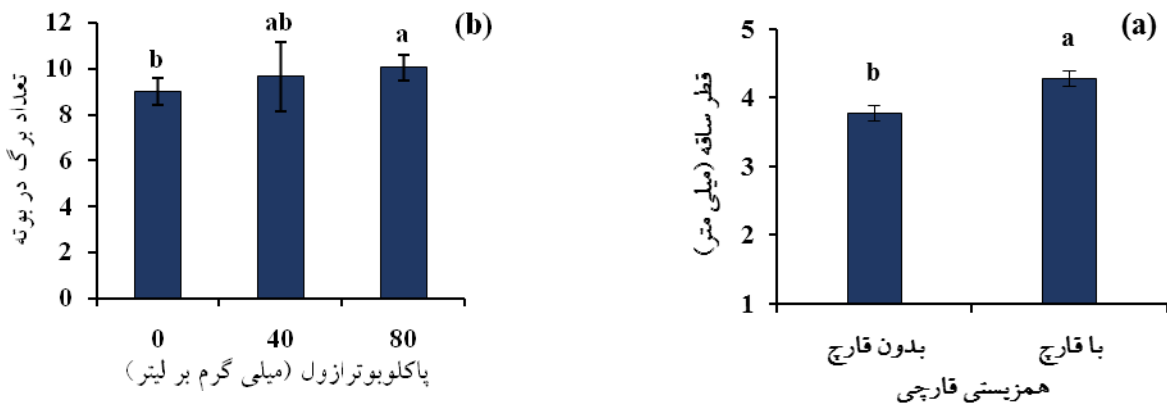 (b)
12
10
8
6
4
2
0
تعداد برگ در بوته
b
ab
a
0 40 80
پاکلوبوترازول (میلی گرم بر لیتر)
(a)
5
4
3
2
1
قطر ساقه (میلی متر)
b
a
بدون قارچ با قارچ
همزیستی قارچی